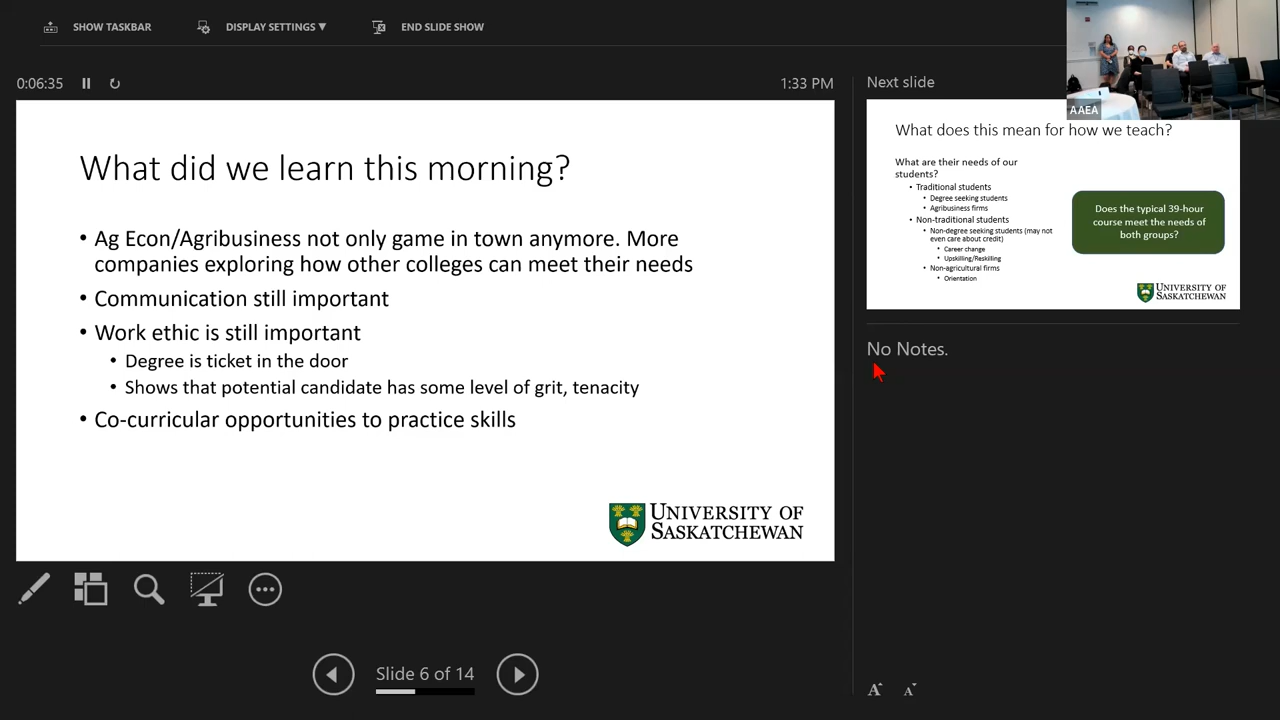 SHOW TASKBAR
DISPLAY SETTINGS ▼
END SLIDE SHOW
0:06:35
1:33 PM
What did we learn this morning?
• Ag Econ/Agribusiness not only game in town anymore. More
companies exploring how other colleges can meet their needs
• Communication still important
• Work ethic is still important
• Degree is ticket in the door
• Shows that potential candidate has some level of grit, tenacity
• Co-curricular opportunities to practice skills
UNIVERSITY OF
SASKATCHEWAN
Slide 6 of 14
Next slide
AAEA
What does this mean for how we teach?
What are their needs of our
students?
• Traditional students
• Degree seeking students
• Agribusiness firms
• Non-traditional students
• Non-degree seeking students (may not
even care about credit)
• Career change
• Upskilling/Reskilling
• Non-agricultural firms
• Orientation
Does the typical 39-hour
course meet the needs of
both groups?
UNIVERSITY OF
SASKATCHEWAN
No Notes.
A A